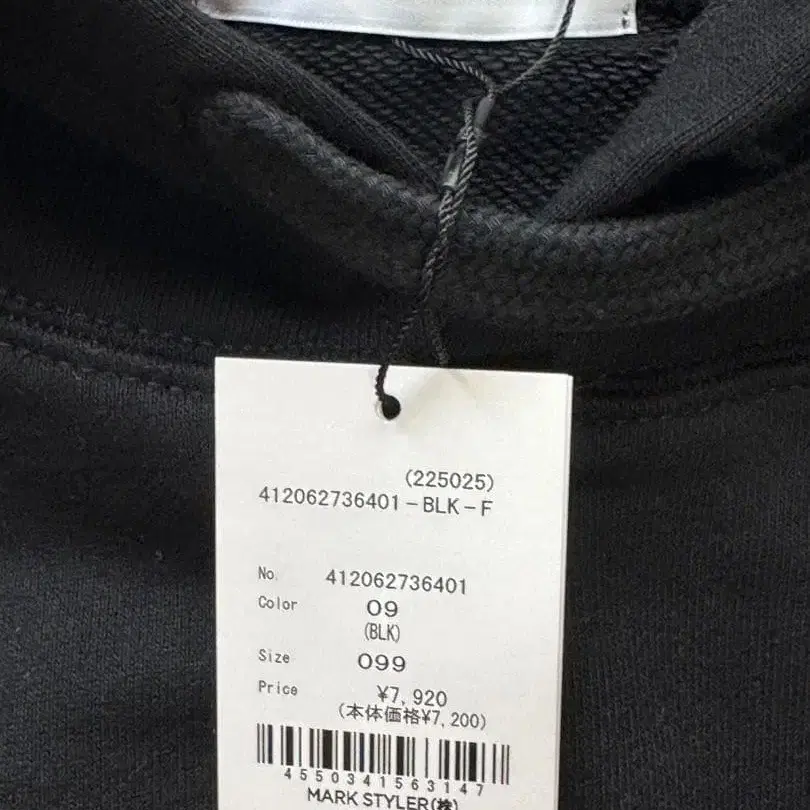 (225025)
412062736401-BLK-F
No. 412062736401
Color 09
(BLK)
Size 099
Price ¥7,920
(本体価格¥7,200)
4550341563147
MARK STYLER(株)